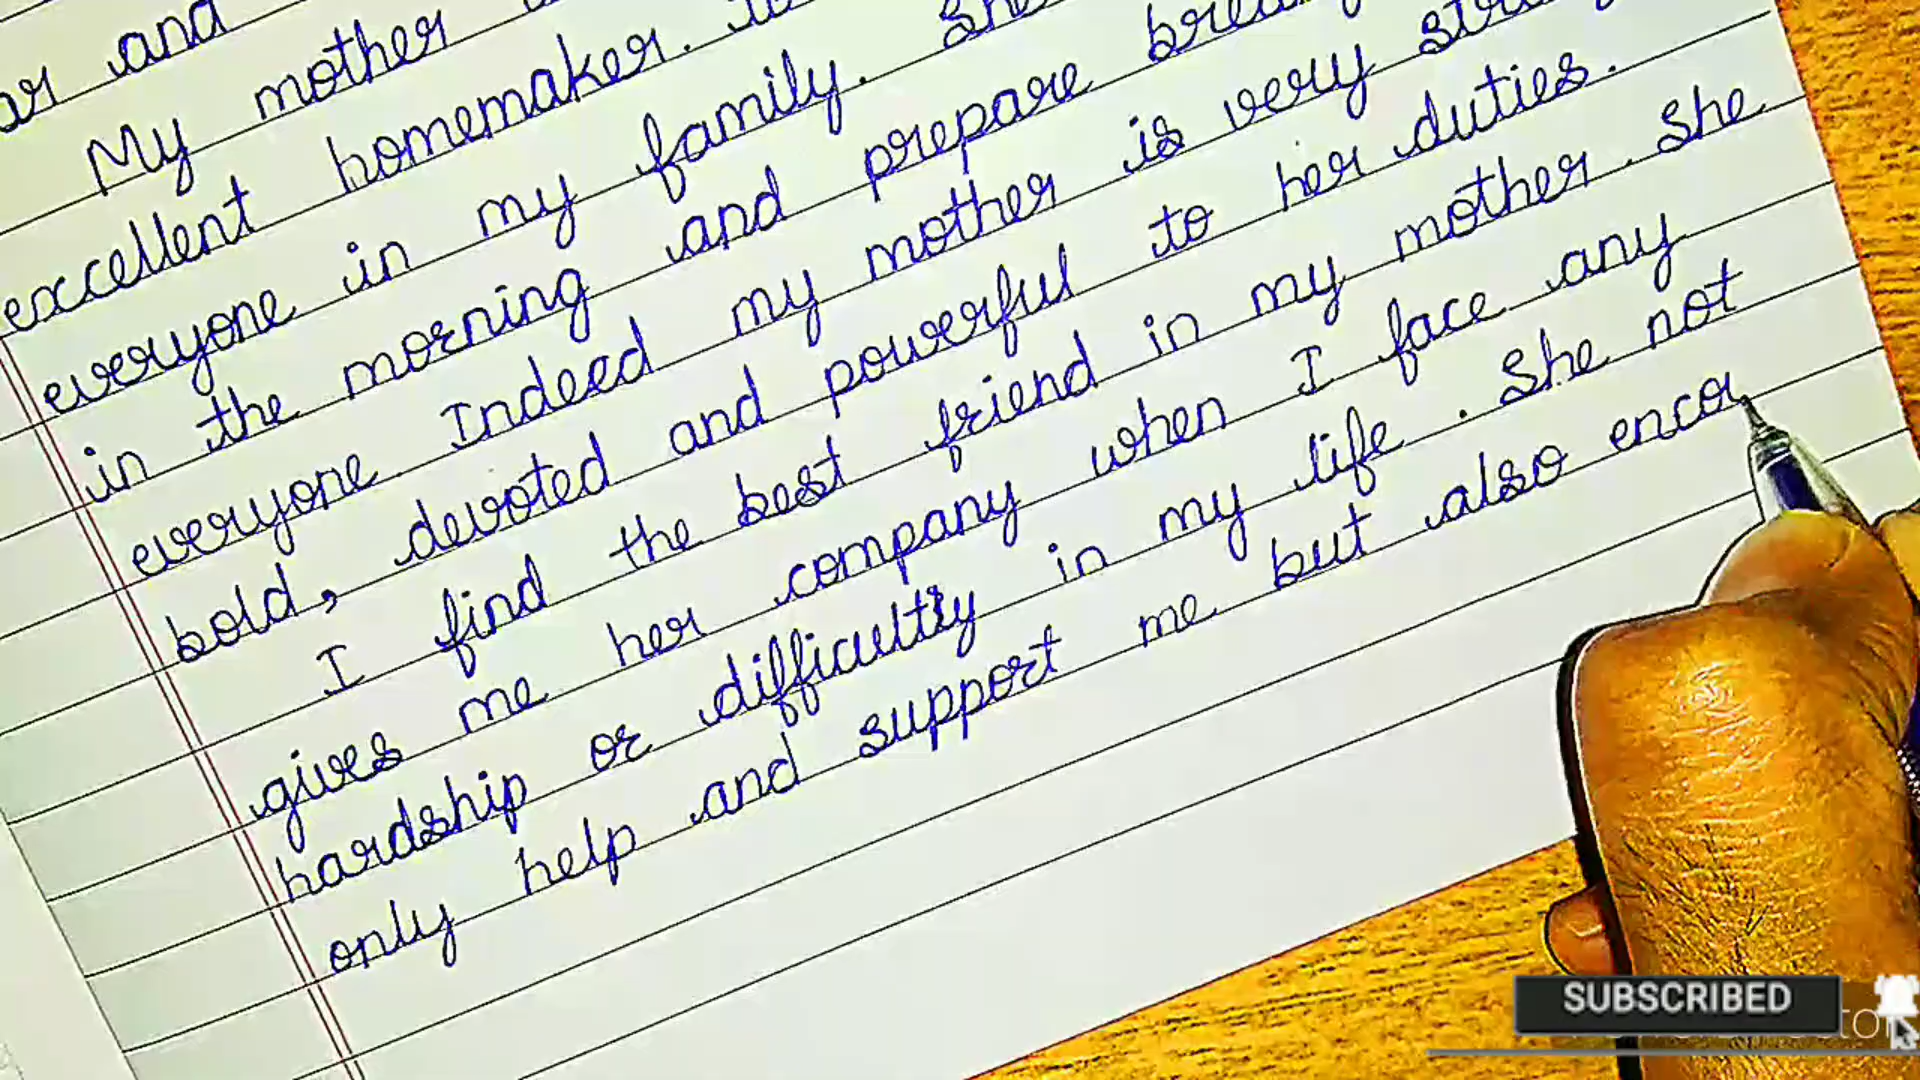 and
My mother
excellent homemaker.
everyone in my family. She
in the morning and prepare
everyone. Indeed my mother is very
bold, devoted and powerful to her duties.
I find the best friend in my mother. She
gives me her company when I face any
hardship or difficultty in my life. She not
only help and support me but also enco
SUBSCRIBED